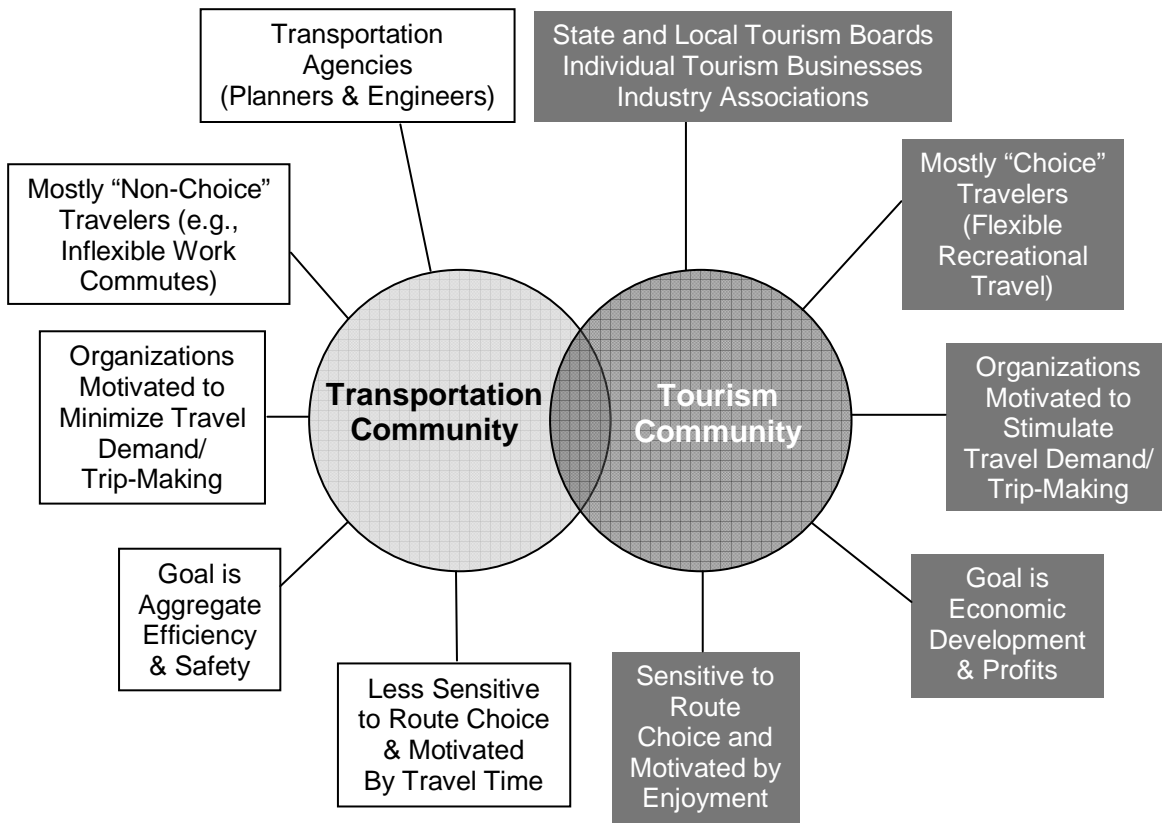 Transportation
Agencies
(Planners & Engineers)
State and Local Tourism Boards
Individual Tourism Businesses
Industry Associations
Mostly “Non-Choice”
Travelers (e.g.,
Inflexible Work
Commutes)
Mostly “Choice”
Travelers
(Flexible
Recreational
Travel)
Organizations
Motivated to
Minimize Travel
Demand/
Trip-Making
Transportation
Community
Tourism
Community
Organizations
Motivated to
Stimulate
Travel Demand/
Trip-Making
Goal is
Aggregate
Efficiency
& Safety
Less Sensitive
to Route Choice
& Motivated
By Travel Time
Sensitive to
Route
Choice and
Motivated by
Enjoyment
Goal is
Economic
Development
& Profits